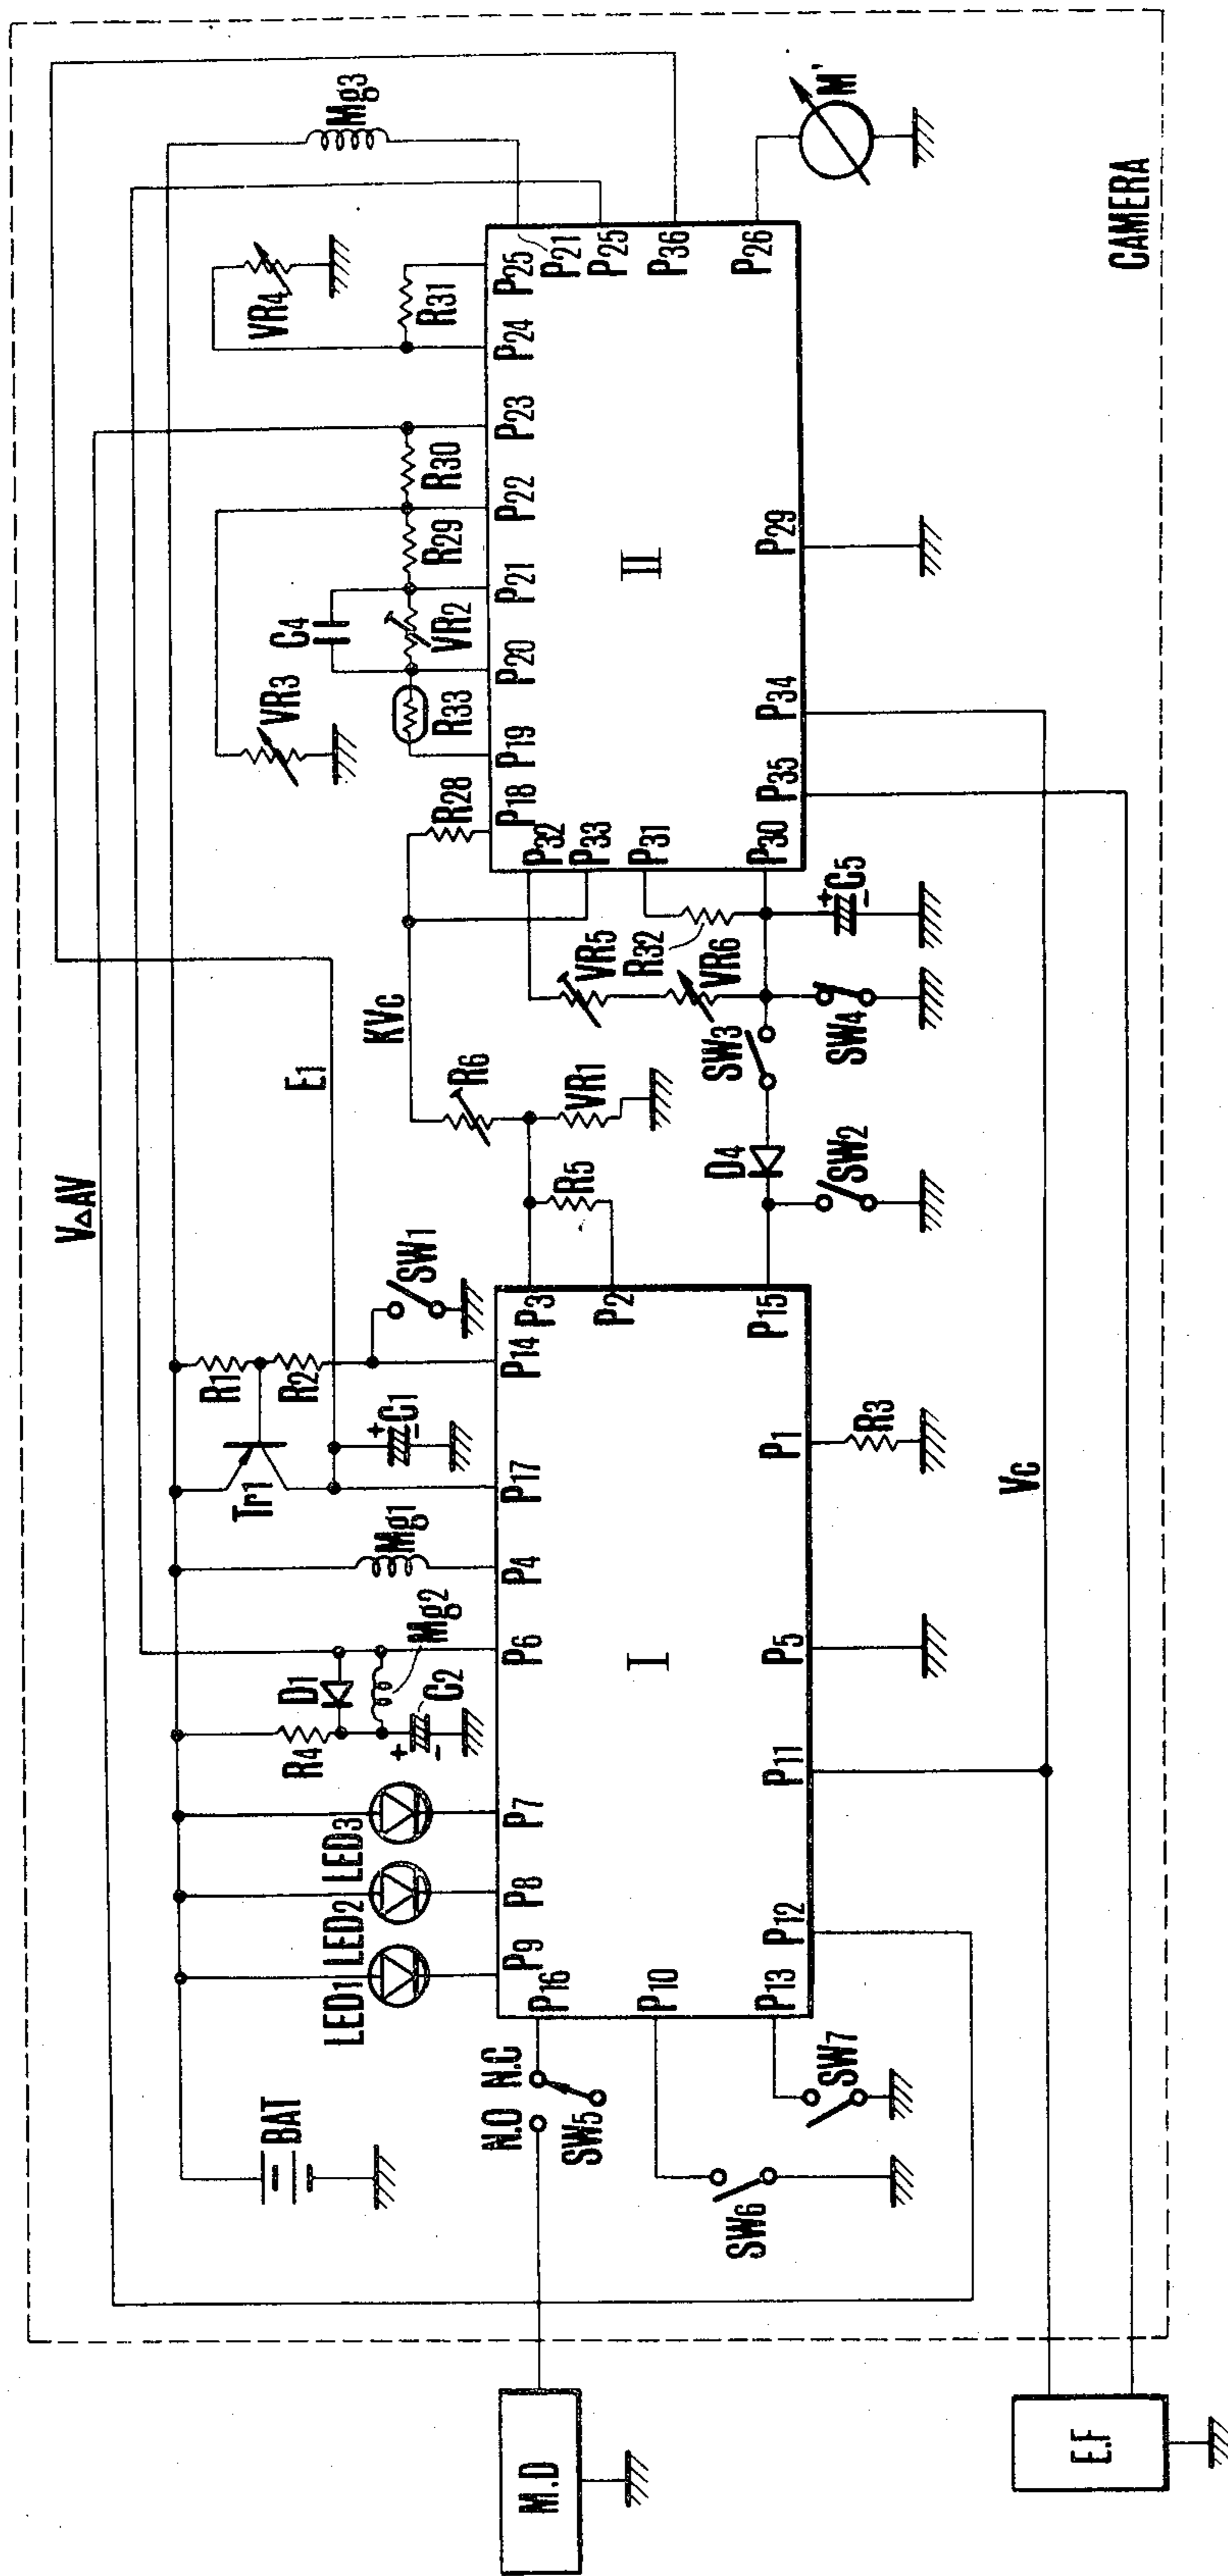 CAMERA
V△AV
E1
KVC
VC
BAT
LED1
LED2
LED3
R4
D1
Mg2
C2
Mg1
Tr1
R1
R2
C1
SW1
P9
P8
P7
P6
P4
P17
P14
P16
P10
P13
P12
P11
P5
P1
P3
P2
P15
I
N.O
N.C
SW5
SW6
SW7
M.D
E.F
R3
R5
R6
VR1
D4
SW2
SW3
SW4
VR5
VR6
R32
C5
R28
VR3
C4
R33
VR2
R29
R30
VR4
R31
Mg3
P18
P19
P20
P21
P22
P23
P24
P25
P32
P33
P31
P30
P21
P25
P36
P26
P35
P34
P29
II
M'
+
-
+
-
+
-